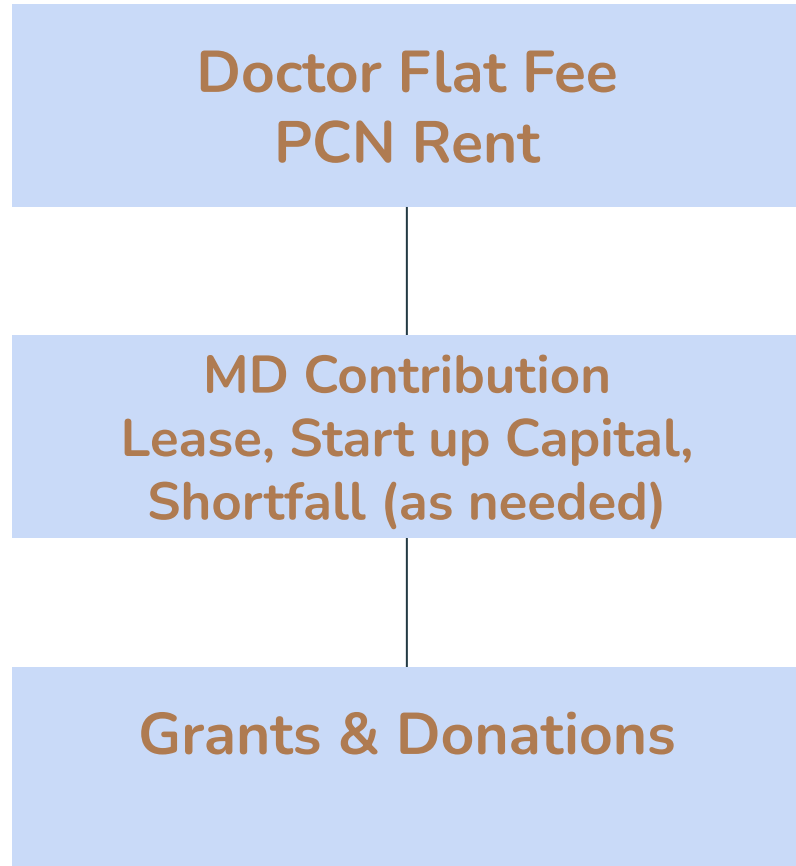 Doctor Flat Fee
PCN Rent
MD Contribution
Lease, Start up Capital,
Shortfall (as needed)
Grants & Donations